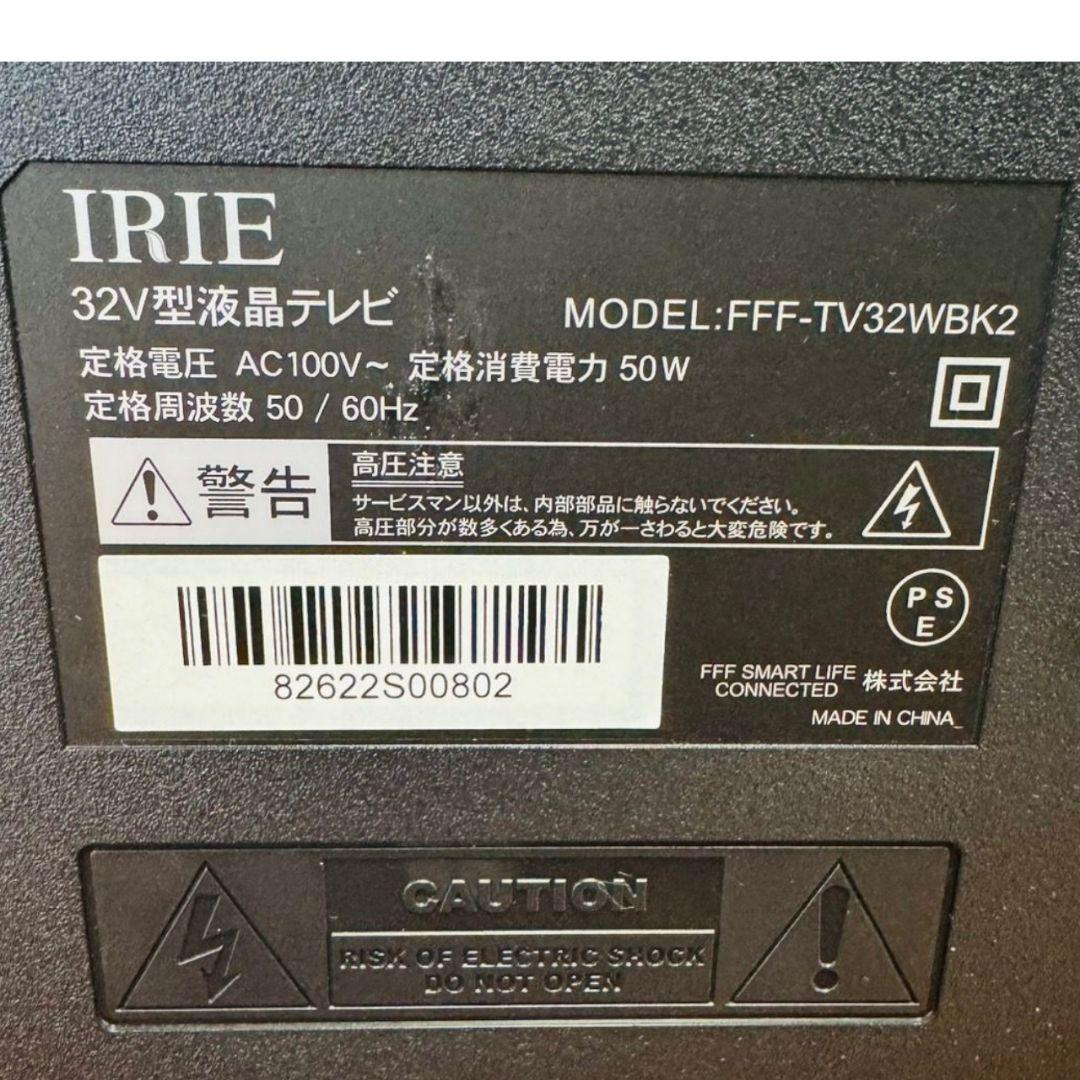 IRIE
32V型液晶テレビ
MODEL:FFF-TV32WBK2
定格電圧 AC100V～ 定格消費電力 50W
定格周波数 50 / 60Hz
警告
高圧注意
サービスマン以外は、内部部品に触らないでください。
高圧部分が数多くある為、万が一さわると大変危険です。
82622S00802
PS
E
FFF SMART LIFE
CONNECTED 株式会社
MADE IN CHINA
CAUTION
RISK OF ELECTRIC SHOCK
DO NOT OPEN